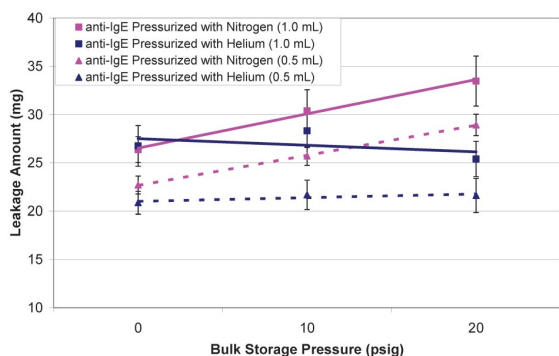 40
35
30
25
20
15
10
Leakage Amount (mg)
anti-IgE Pressurized with Nitrogen (1.0 mL)
anti-IgE Pressurized with Helium (1.0 mL)
anti-IgE Pressurized with Nitrogen (0.5 mL)
anti-IgE Pressurized with Helium (0.5 mL)
0 10 20
Bulk Storage Pressure (psig)